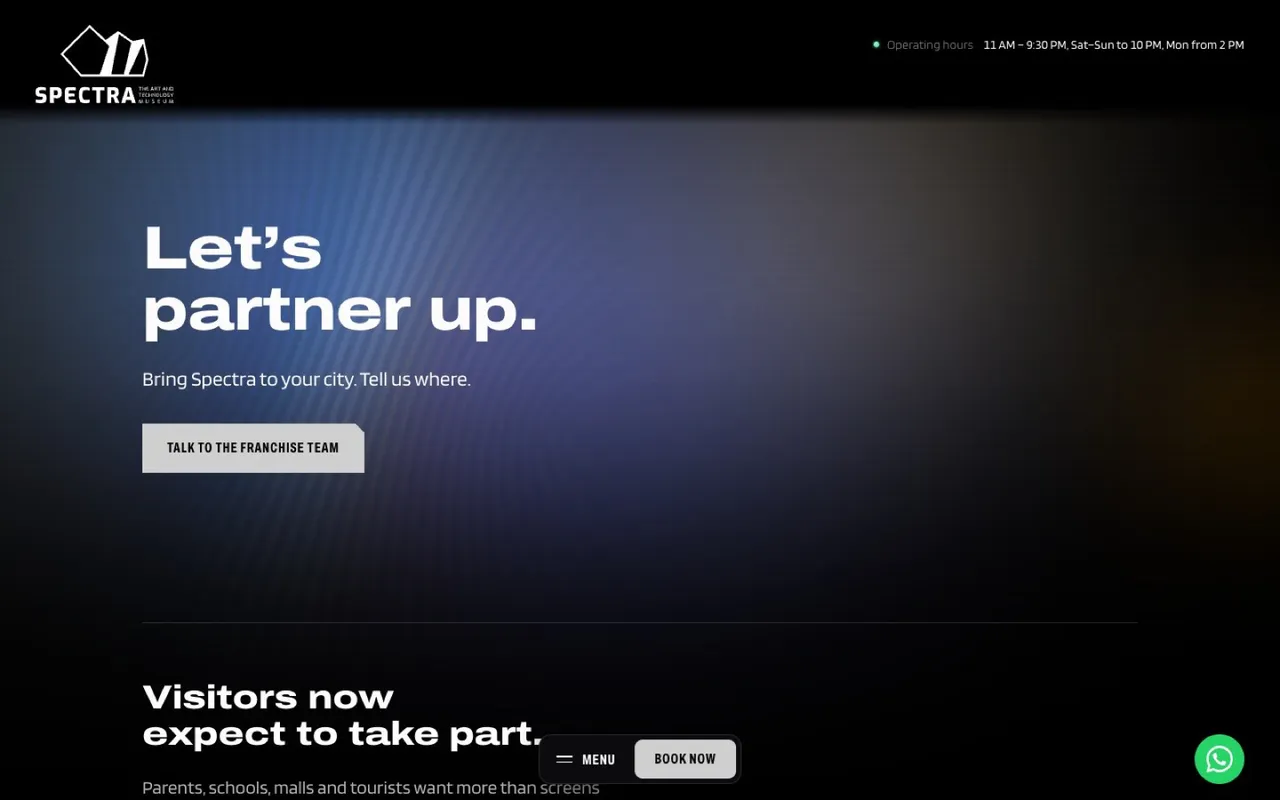 SPECTRA
THE ART AND
TECHNOLOGY
MUSEUM
Operating hours 11 AM – 9:30 PM, Sat–Sun to 10 PM, Mon from 2 PM
Let’s
partner up.
Bring Spectra to your city. Tell us where.
TALK TO THE FRANCHISE TEAM
Visitors now
expect to take part.
Parents, schools, malls and tourists want more than screens
MENU
BOOK NOW